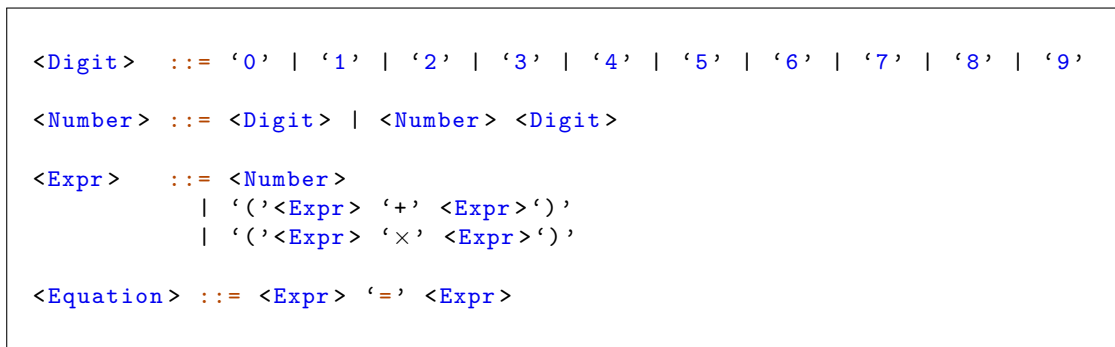 <Digit> ::= ‘0’ | ‘1’ | ‘2’ | ‘3’ | ‘4’ | ‘5’ | ‘6’ | ‘7’ | ‘8’ | ‘9’
<Number> ::= <Digit> | <Number> <Digit>
<Expr> ::= <Number>
| ‘(’<Expr> ‘+’ <Expr>‘)’
| ‘(’<Expr> ‘×’ <Expr>‘)’
<Equation> ::= <Expr> ‘=’ <Expr>